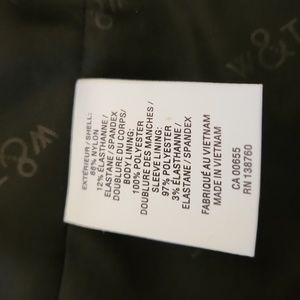 EXTÉRIEUR / SHELL:
88% NYLON
12% ÉLASTHANNE /
ELASTANE / SPANDEX
DOUBLURE DU CORPS/
BODY LINING:
100% POLYESTER
DOUBLURE DES MANCHES /
SLEEVE LINING:
97% POLYESTER
3% ÉLASTHANNE /
ELASTANE / SPANDEX
FABRIQUÉ AU VIETNAM
MADE IN VIETNAM
CA 00655
RN 138760